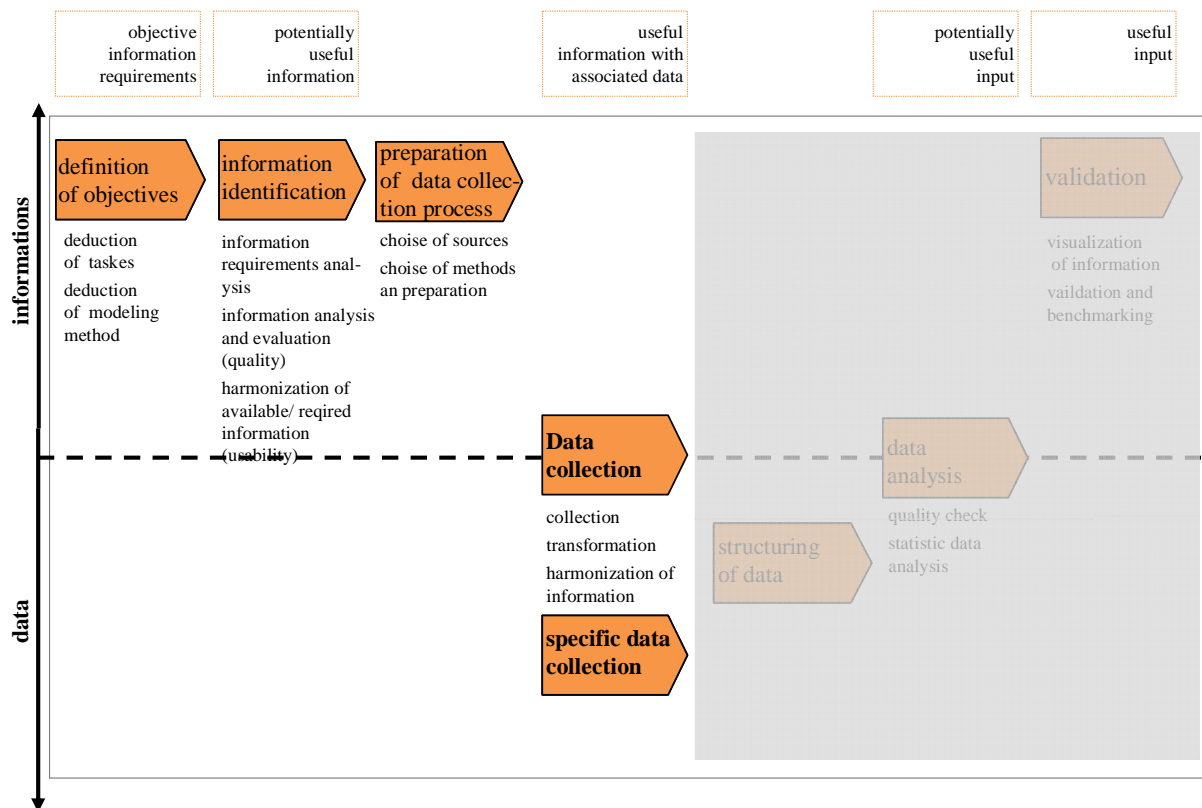 objective
information
requirements
potentially
useful
information
useful
information with
associated data
potentially
useful
input
useful
input
informations
data
definition
of objectives
deduction
of taskes
deduction
of modeling
method
information
identification
information
requirements anal-
ysis
information analysis
and evaluation
(quality)
harmonization of
available/ reqired
information
(usability)
preparation
of data collec-
tion process
choise of sources
choise of methods
an preparation
Data
collection
collection
transformation
harmonization of
information
specific data
collection
structuring
of data
data
analysis
quality check
statistic data
analysis
validation
visualization
of information
vaildation and
benchmarking